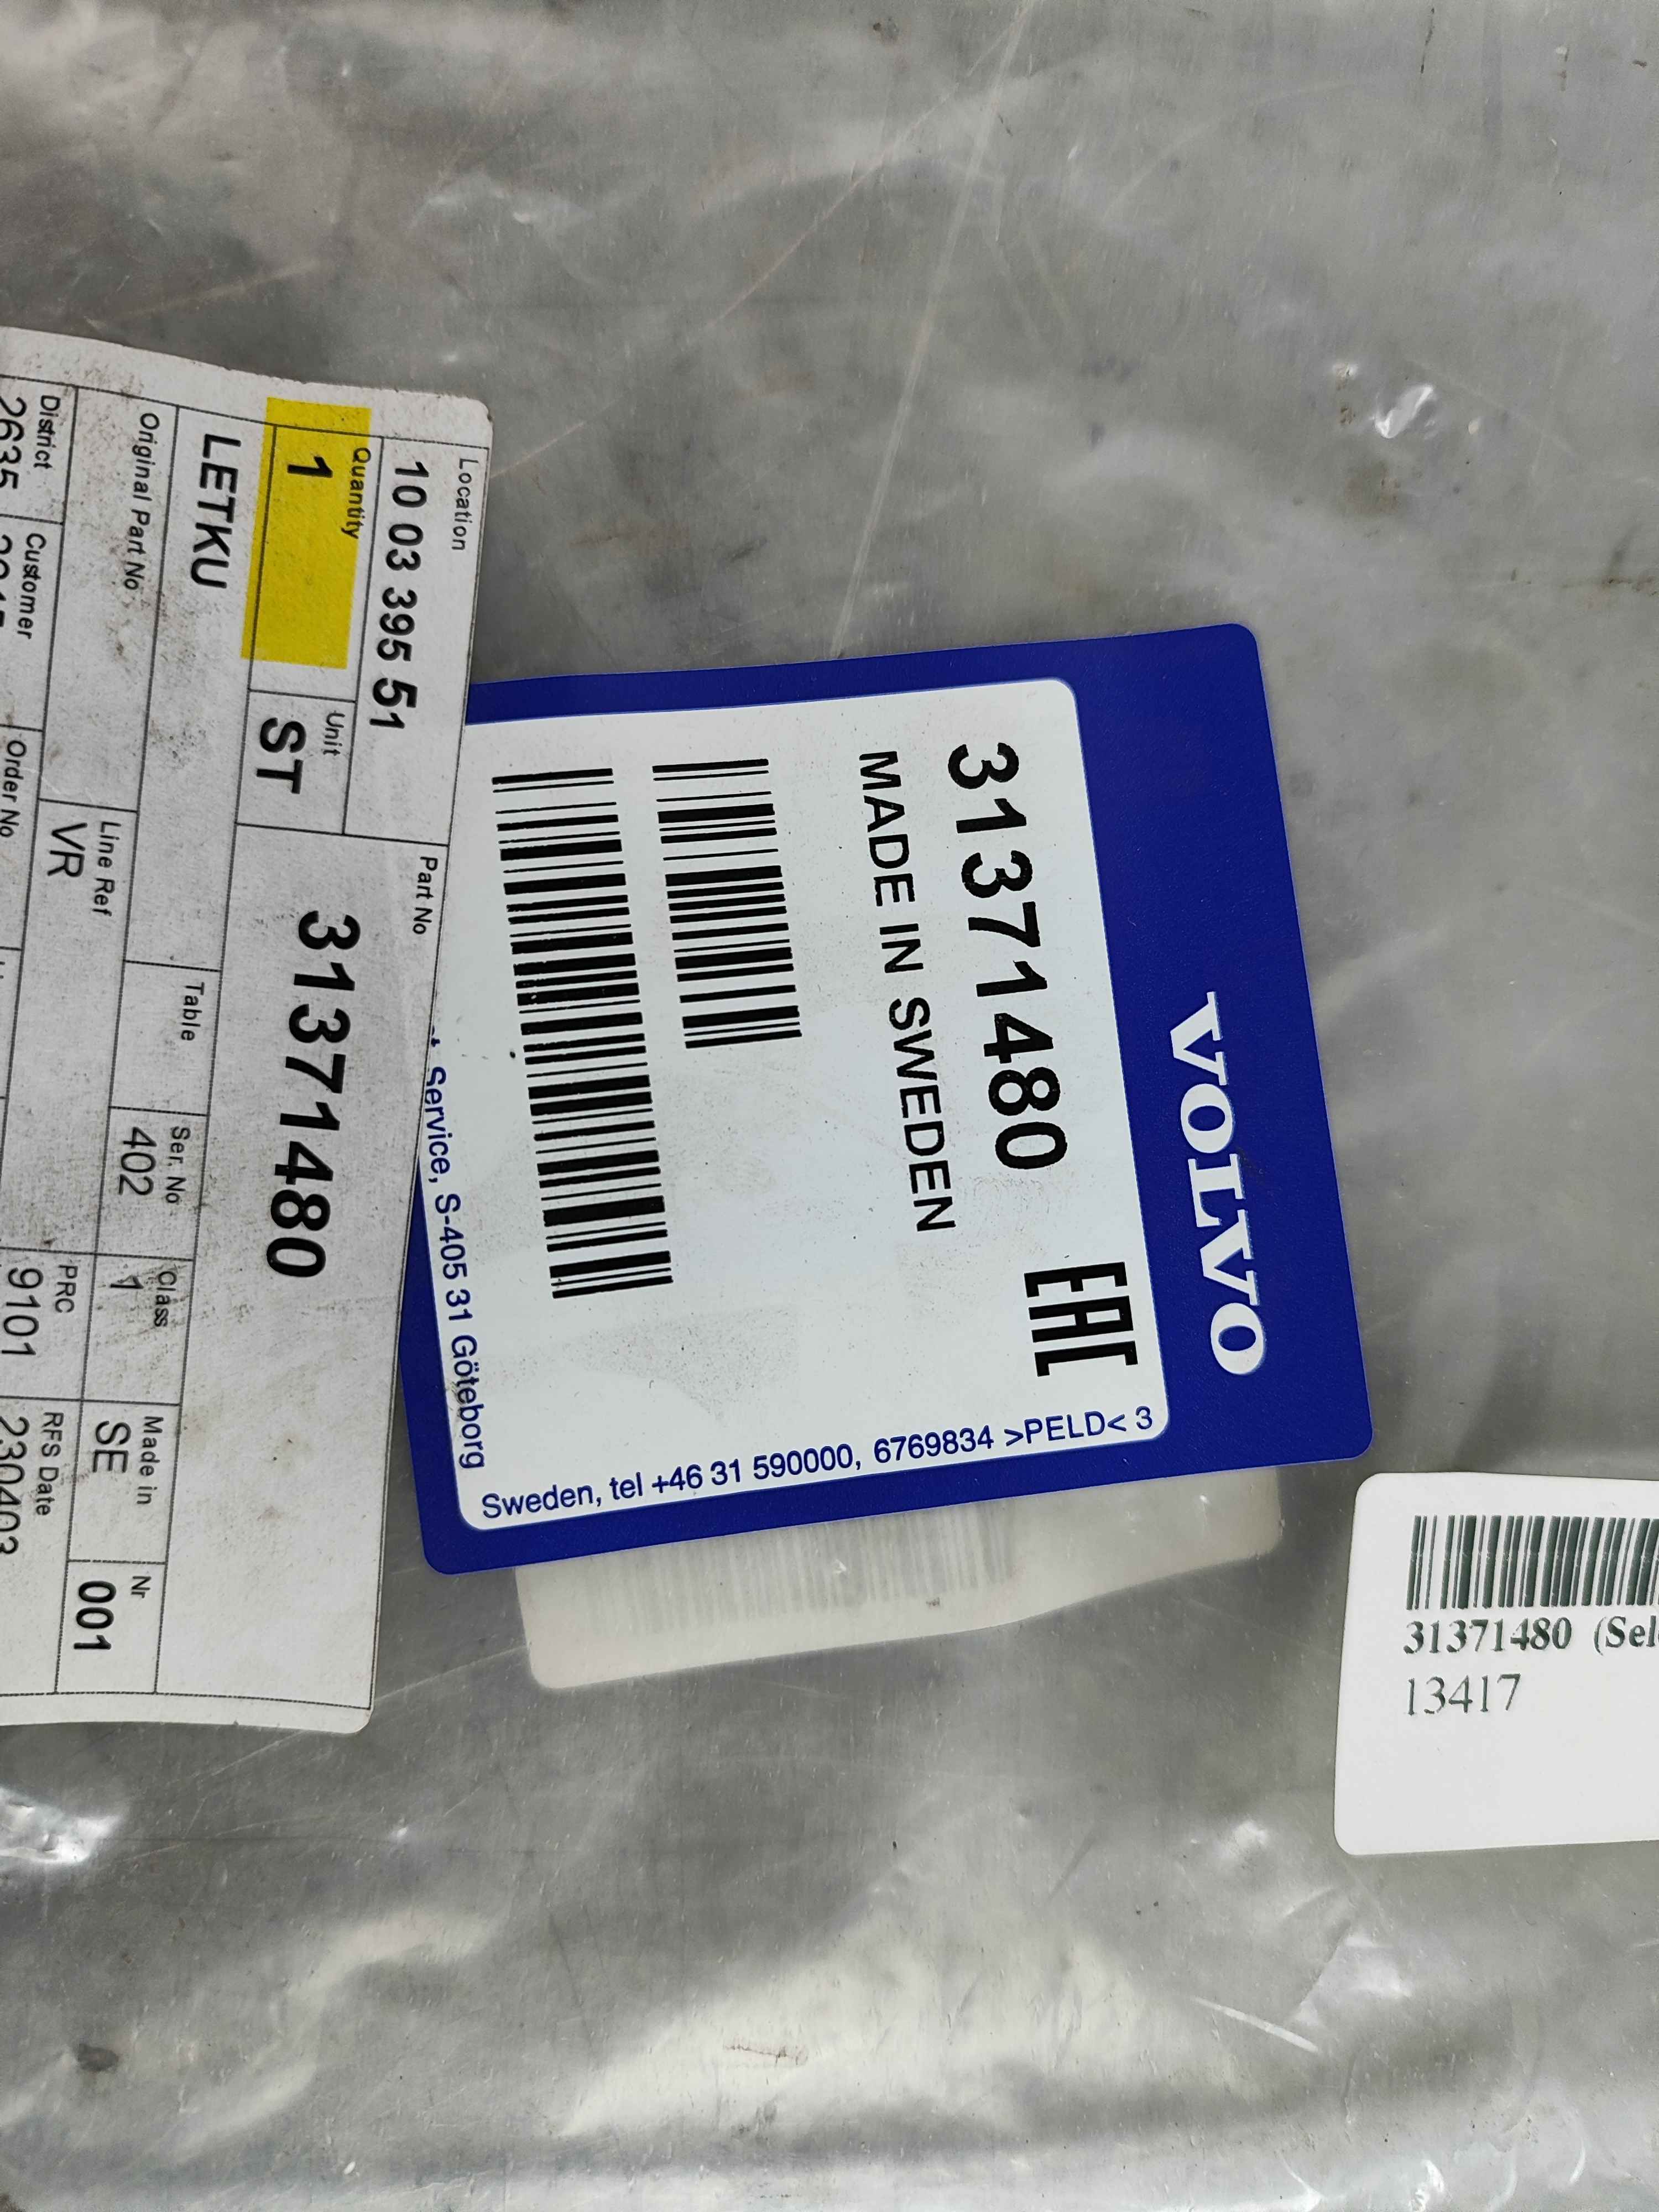 VOLVO
31371480
EAC
MADE IN SWEDEN
Service, S-405 31 Göteborg
Sweden, tel +46 31 590000, 6769834 >PELD< 3
Location
10 03 395 51
Part No
31371480
Quantity
1
Unit
ST
LETKU
Table
Ser. No
402
Class
1
Made in
SE
Nr
001
Original Part No
Line Ref
VR
PRC
9101
RFS Date
230403
District
2635
Customer
Order No
31371480 (Sel
13417